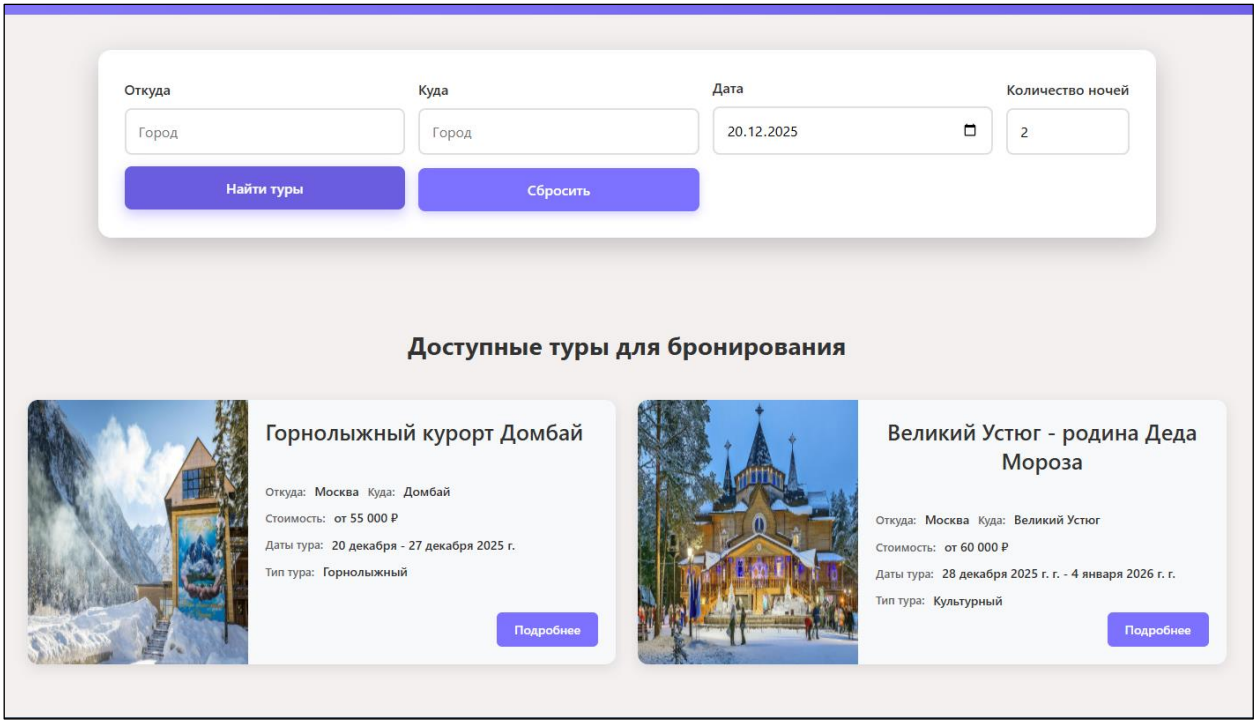 Откуда
Куда
Дата
Количество ночей
Город
Город
20.12.2025
2
Найти туры
Сбросить
Доступные туры для бронирования
Горнолыжный курорт Домбай
Откуда: Москва Куда: Домбай
Стоимость: от 55 000 ₽
Даты тура: 20 декабря - 27 декабря 2025 г.
Тип тура: Горнолыжный
Подробнее
Великий Устюг - родина Деда
Мороза
Откуда: Москва Куда: Великий Устюг
Стоимость: от 60 000 ₽
Даты тура: 28 декабря 2025 г. г. - 4 января 2026 г. г.
Тип тура: Культурный
Подробнее